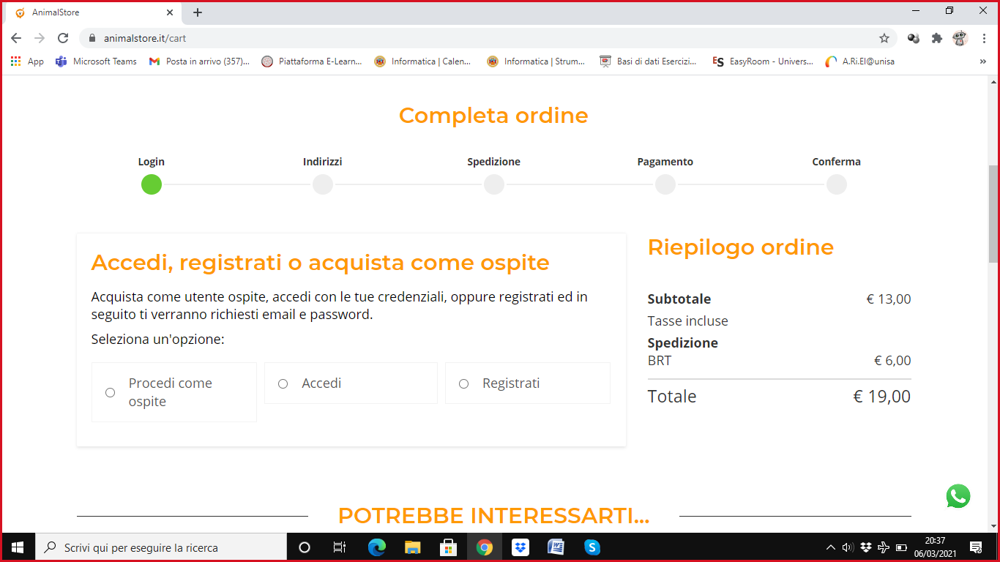 AnimalStore
animalstore.it/cart
App
Microsoft Teams
Posta in arrivo (357)...
Piattaforma E-Learn...
Informatica | Calen...
Informatica | Strum...
Basi di dati Esercizi...
EasyRoom - Univers...
A.Ri.El@unisa
»
Completa ordine
Login
Indirizzi
Spedizione
Pagamento
Conferma
Accedi, registrati o acquista come ospite
Acquista come utente ospite, accedi con le tue credenziali, oppure registrati ed in
seguito ti verranno richiesti email e password.
Seleziona un'opzione:
Procedi come
ospite
Accedi
Registrati
Riepilogo ordine
Subtotale € 13,00
Tasse incluse
Spedizione
BRT € 6,00
Totale € 19,00
POTREBBE INTERESSARTI...
Scrivi qui per eseguire la ricerca
20:37
06/03/2021